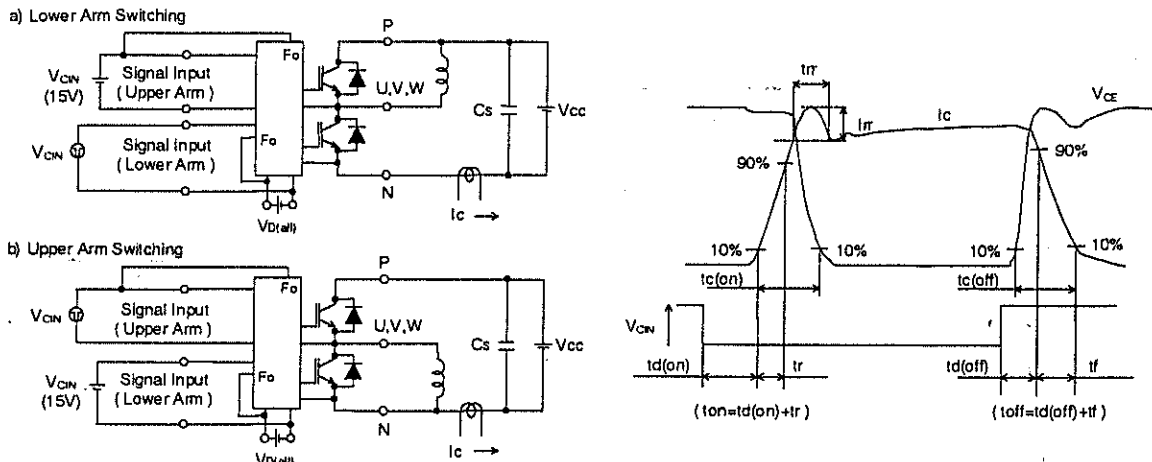 a) Lower Arm Switching
P
Fo
VCIN
(15V)
Signal Input
( Upper Arm )
U,V,W
Cs
Vcc
VCIN
Fo
Signal Input
( Lower Arm )
N
Ic
VD(all)
b) Upper Arm Switching
P
Fo
VCIN
Signal Input
( Upper Arm )
U,V,W
Cs
Vcc
VCIN
(15V)
Fo
Signal Input
( Lower Arm )
N
Ic
VD(all)
trr
VCE
Irr
Ic
90%
90%
10%
10%
10%
10%
tc(on)
tc(off)
VCIN
td(on)
tr
td(off)
tf
( ton=td(on)+tr)
( toff=td(off)+tf)